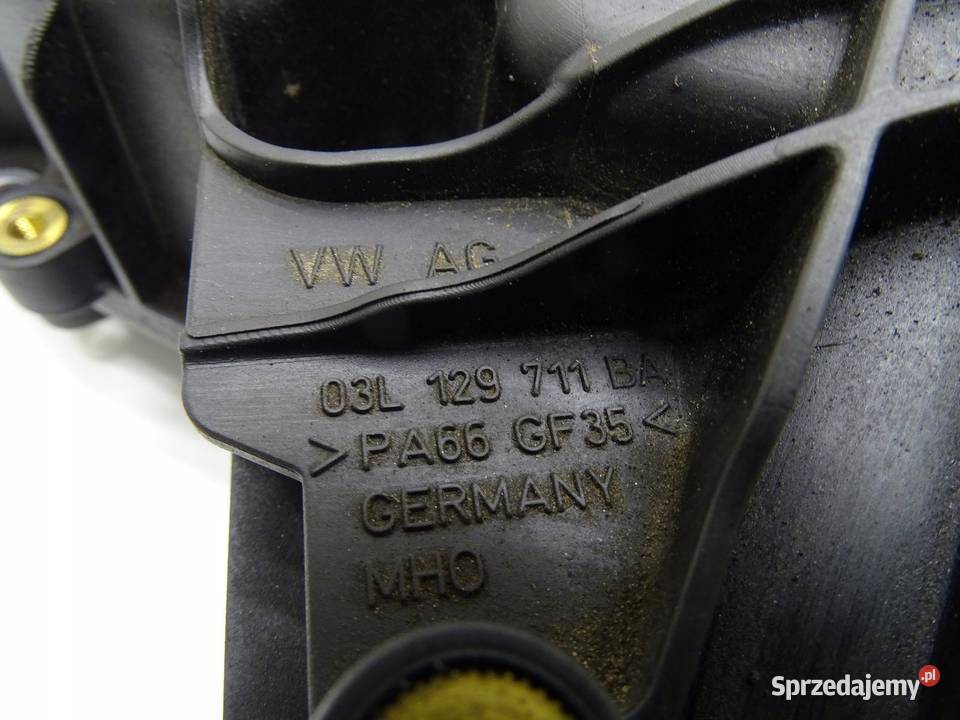 VW AG
03L 129 711 BA
>PA66 GF35<
GERMANY
MHO
Sprzedajemy.pl